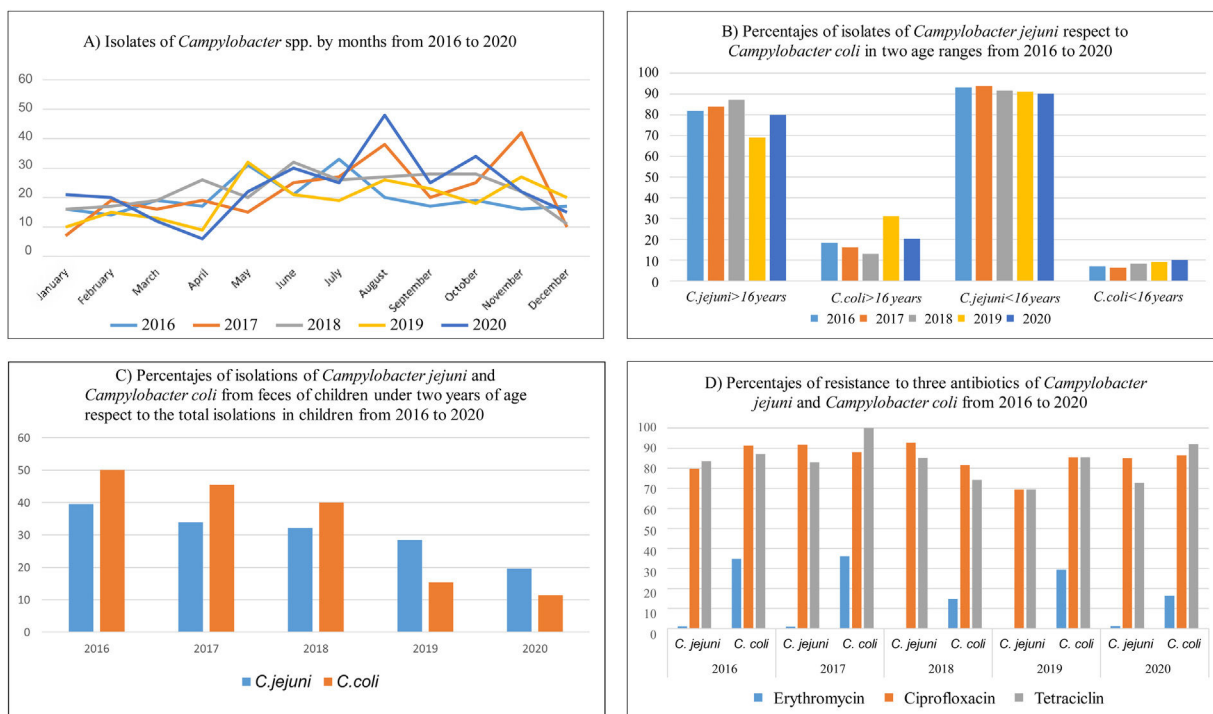 A) Isolates of Campylobacter spp. by months from 2016 to 2020
60
50
40
30
20
10
0
January
February
March
April
May
June
July
August
September
October
November
December
2016 2017 2018 2019 2020
B) Percentajes of isolates of Campylobacter jejuni respect to
Campylobacter coli in two age ranges from 2016 to 2020
100
90
80
70
60
50
40
30
20
10
0
C.jejuni>16 years C.coli>16 years C.jejuni<16 years C.coli<16 years
2016 2017 2018 2019 2020
C) Percentajes of isolations of Campylobacter jejuni and
Campylobacter coli from feces of children under two years of age
respect to the total isolations in children from 2016 to 2020
60
50
40
30
20
10
0
2016 2017 2018 2019 2020
C.jejuni C.coli
D) Percentajes of resistance to three antibiotics of Campylobacter
jejuni and Campylobacter coli from 2016 to 2020
100
90
80
70
60
50
40
30
20
10
0
C. jejuni C. coli C. jejuni C. coli C. jejuni C. coli C. jejuni C. coli C. jejuni C. coli
2016 2017 2018 2019 2020
Erythromycin Ciprofloxacin Tetraciclin